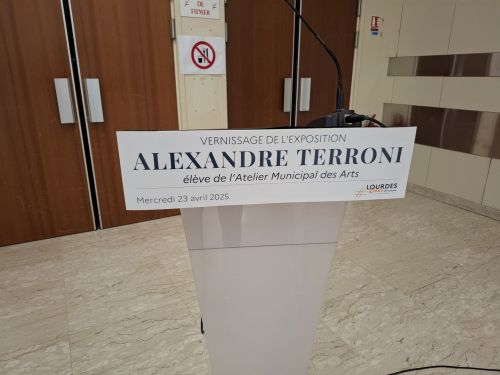 DE
FUMER
VERNISSAGE DE L'EXPOSITION
ALEXANDRE TERRONI
élève de l'Atelier Municipal des Arts
Mercredi 23 avril 2025
LOURDES